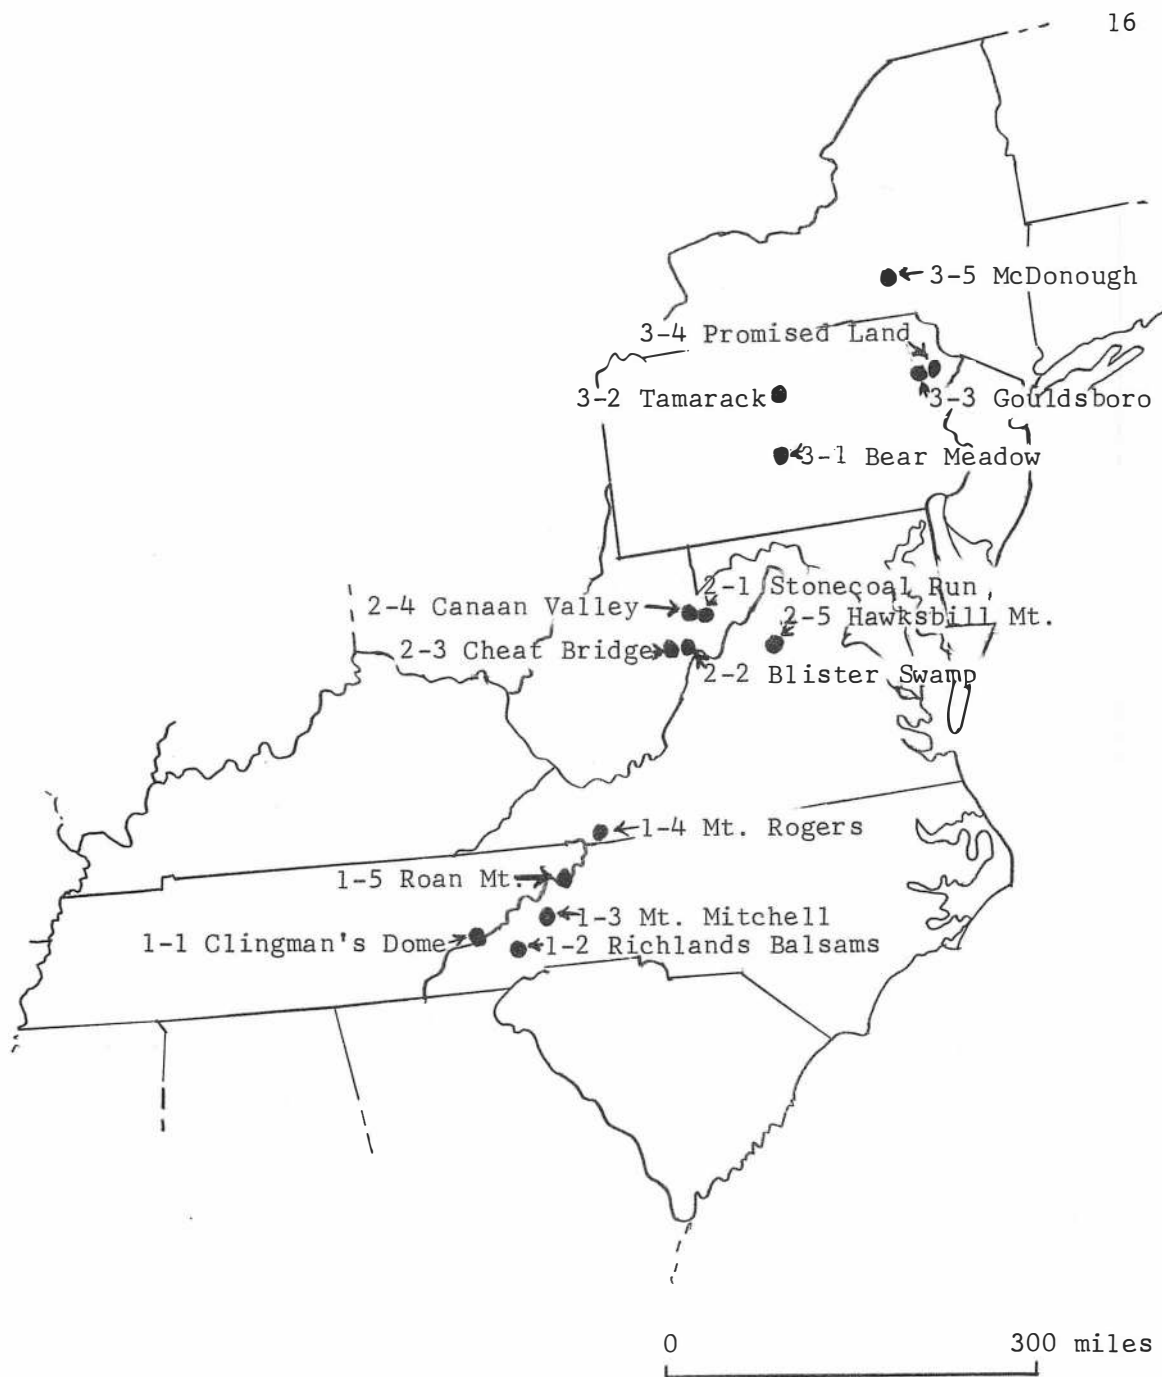 16
3-5 McDonough
3-4 Promised Land
3-2 Tamarack
3-3 Gouldsboro
3-1 Bear Meadow
2-1 Stonecoal Run
2-4 Canaan Valley
2-5 Hawksbill Mt.
2-3 Cheat Bridge
2-2 Blister Swamp
1-4 Mt. Rogers
1-5 Roan Mt.
1-3 Mt. Mitchell
1-1 Clingman's Dome
1-2 Richlands Balsams
0 300 miles